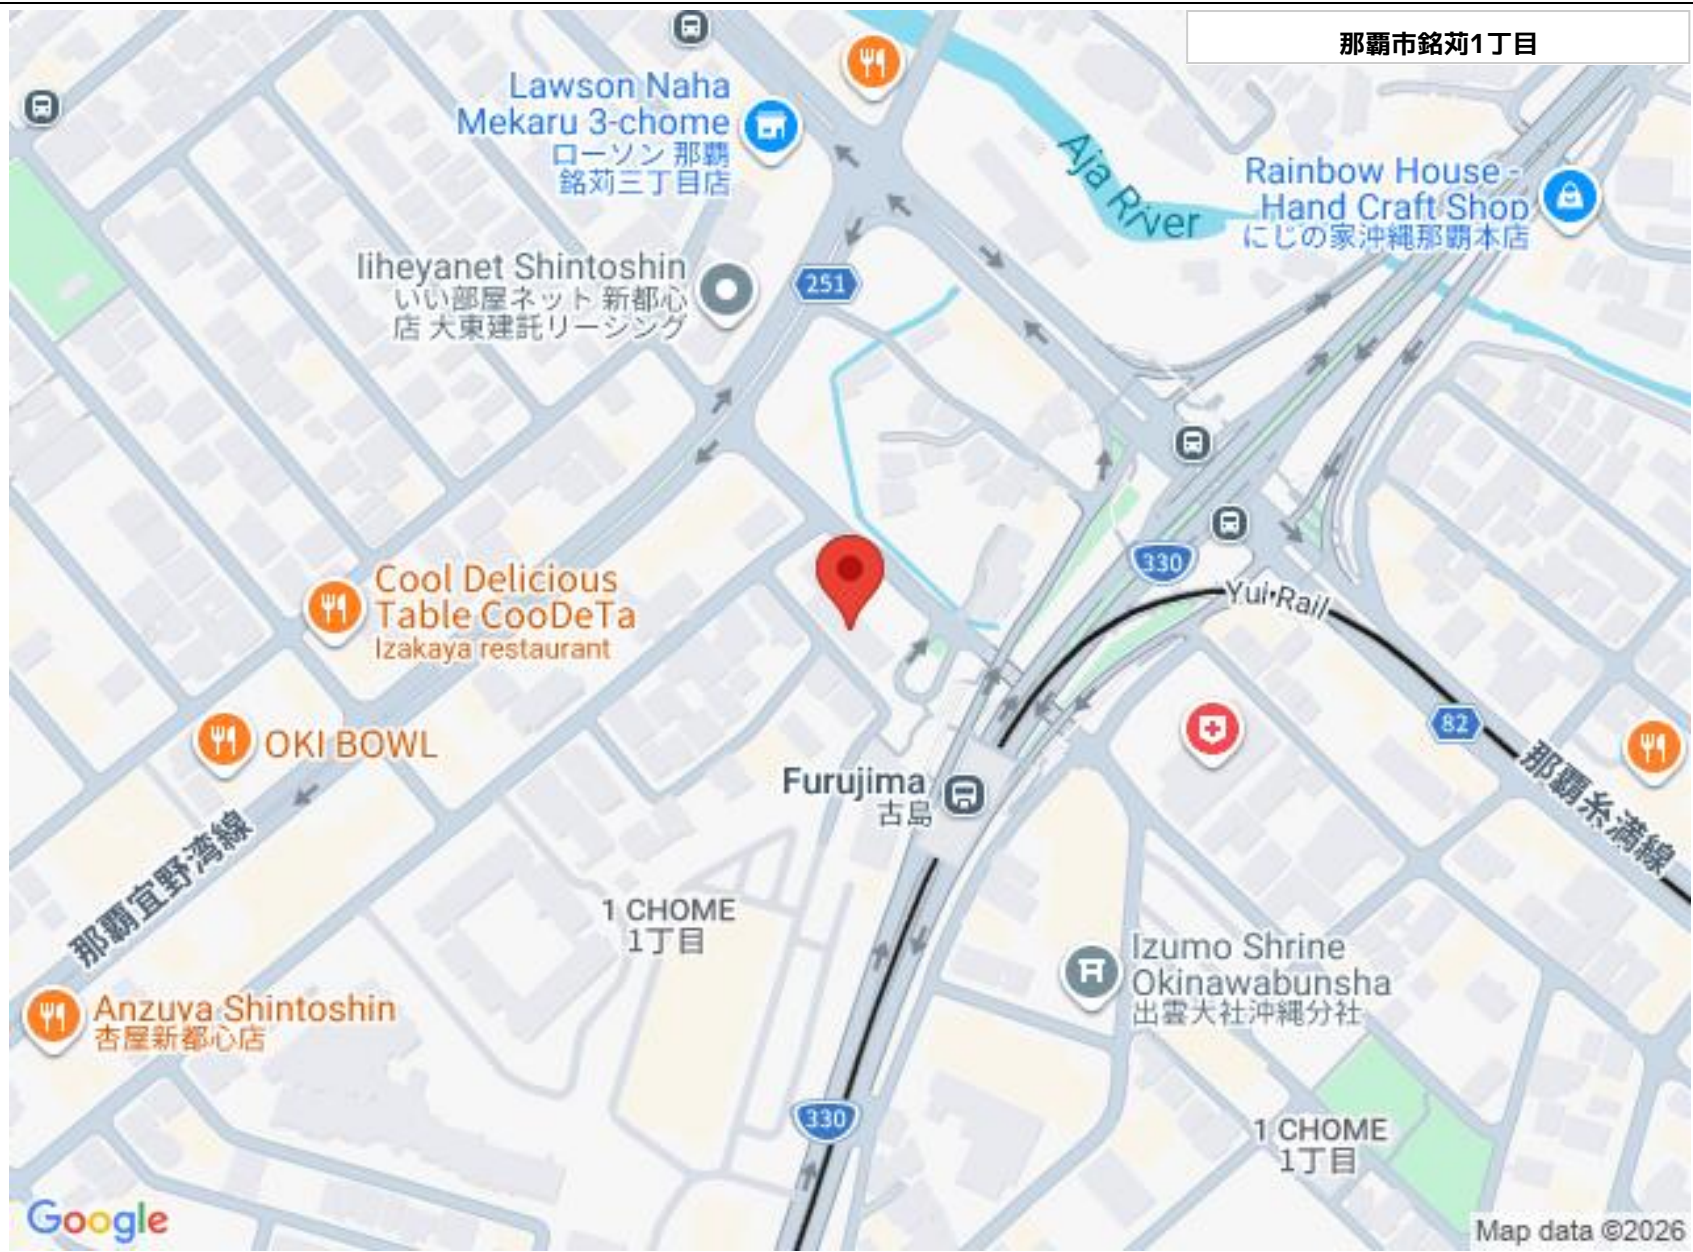 那覇市銘苅1丁目
Lawson Naha
Mekaru 3-chome
ローソン 那覇
銘苅三丁目店
Aja River
Rainbow House -
Hand Craft Shop
にじの家沖縄那覇本店
Iiheyanet Shintoshin
いい部屋ネット 新都心
店 大東建託リーシング
251
330
Yui Rail
Cool Delicious
Table CooDeTa
Izakaya restaurant
OKI BOWL
82
那覇糸満線
Furujima
古島
那覇宜野湾線
1 CHOME
1丁目
Izumo Shrine
Okinawabunsha
出雲大社沖縄分社
Anzuya Shintoshin
杏屋新都心店
330
1 CHOME
1丁目
Google
Map data ©2026